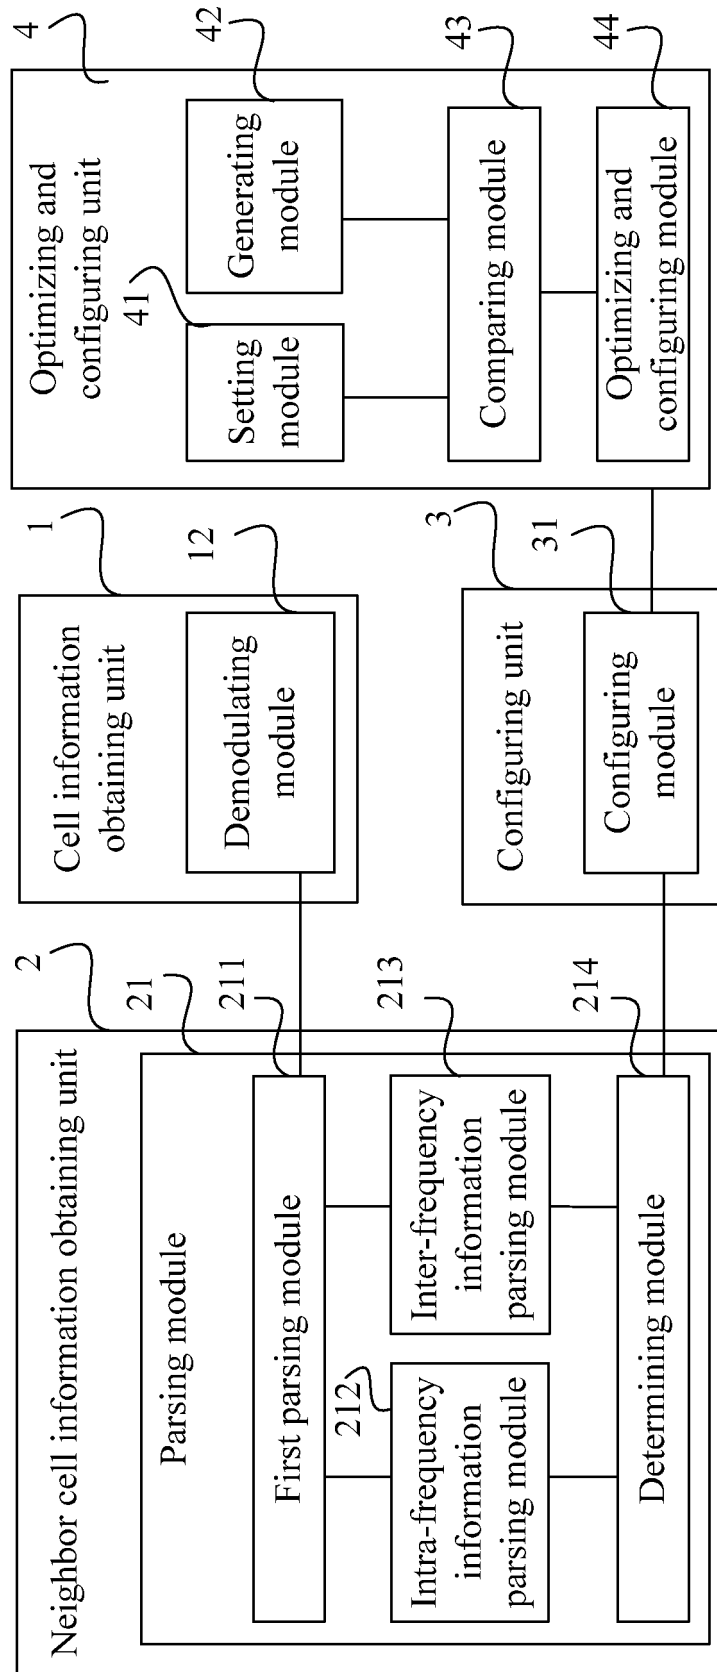 Neighbor cell information obtaining unit
2
Parsing module
21
First parsing module
211
Intra-frequency
information
parsing module
212
Inter-frequency
information
parsing module
213
Determining module
214
Cell information
obtaining unit
1
Demodulating
module
12
Configuring unit
3
Configuring
module
31
Optimizing and
configuring unit
4
Setting
module
41
Generating
module
42
Comparing module
43
Optimizing and
configuring module
44